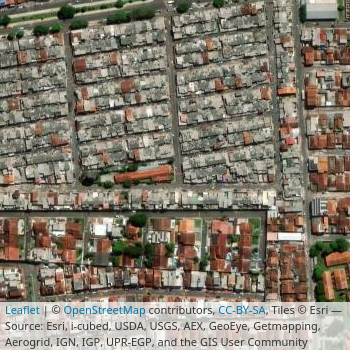 Leaflet | © OpenStreetMap contributors, CC-BY-SA, Tiles © Esri —
Source: Esri, i-cubed, USDA, USGS, AEX, GeoEye, Getmapping,
Aerogrid, IGN, IGP, UPR-EGP, and the GIS User Community